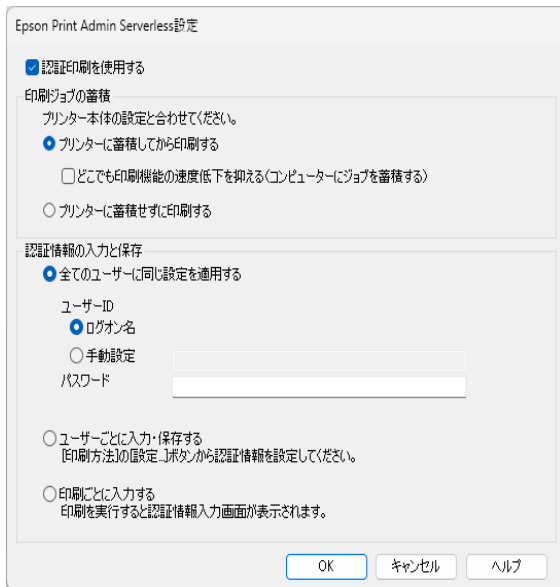 Epson Print Admin Serverless設定
認証印刷を使用する
印刷ジョブの蓄積
プリンター本体の設定と合わせてください。
プリンターに蓄積してから印刷する
どこでも印刷機能の速度低下を抑える(コンピューターにジョブを蓄積する)
プリンターに蓄積せずに印刷する
認証情報の入力と保存
全てのユーザーに同じ設定を適用する
ユーザーID
ログオン名
手動設定
パスワード
ユーザーごとに入力・保存する
[印刷方法]の[設定...]ボタンから認証情報を設定してください。
印刷ごとに入力する
印刷を実行すると認証情報入力画面が表示されます。
OK キャンセル ヘルプ